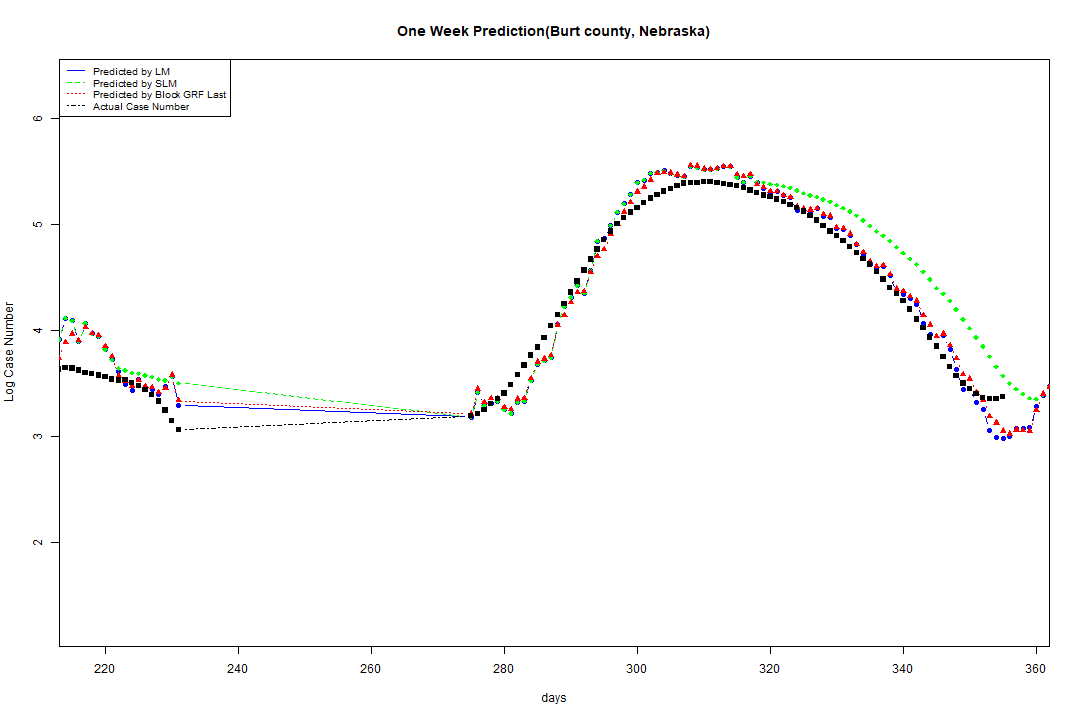 One Week Prediction(Burt county, Nebraska)
Predicted by LM
Predicted by SLM
Predicted by Block GRF Last
Actual Case Number
Log Case Number
6
5
4
3
2
220 240 260 280 300 320 340 360
days